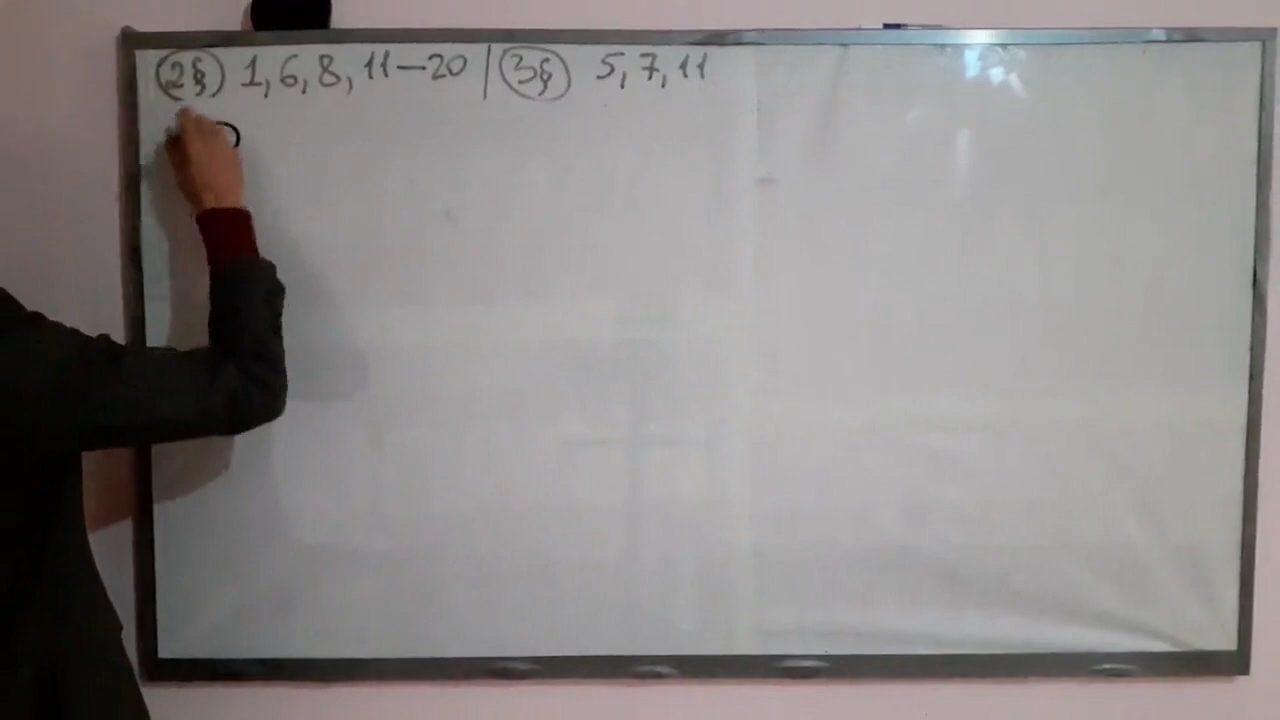 2§ 1, 6, 8, 11—20 | 3§ 5, 7, 11